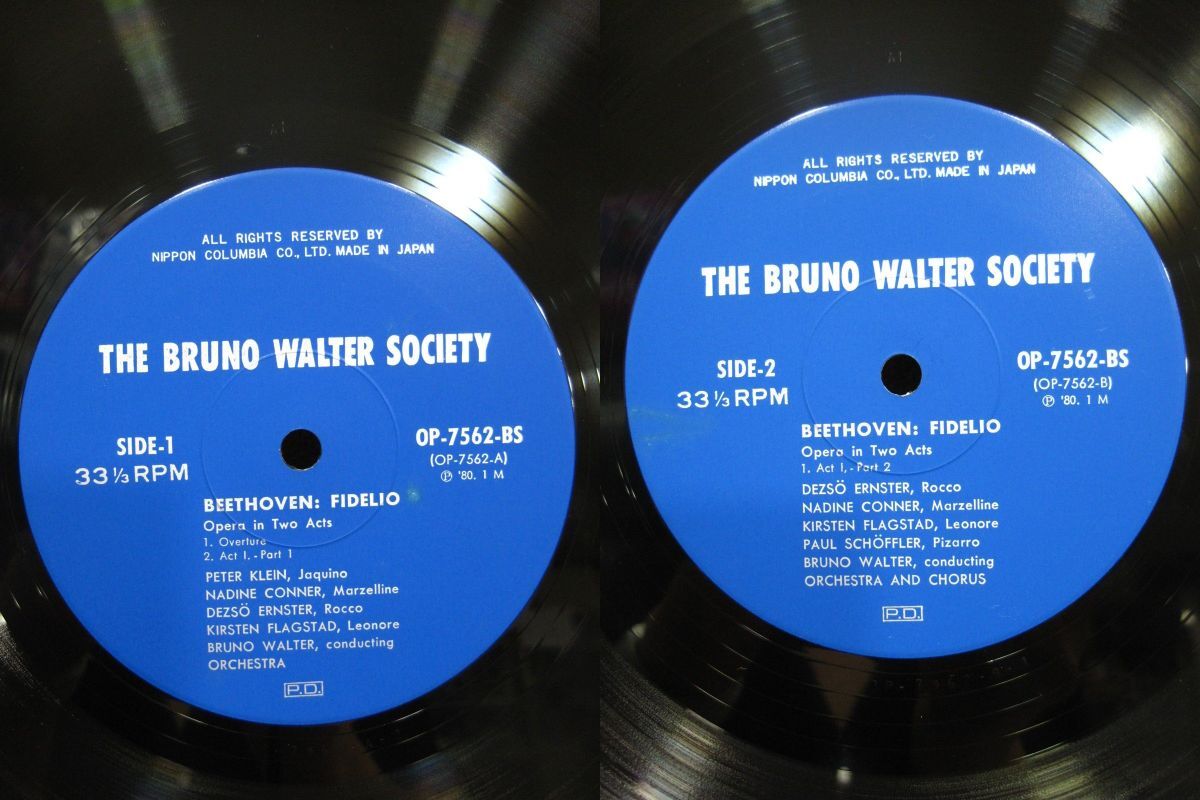 A1
ALL RIGHTS RESERVED BY
NIPPON COLUMBIA CO., LTD. MADE IN JAPAN
THE BRUNO WALTER SOCIETY
SIDE-1
33 1/3 RPM
OP-7562-BS
(OP-7562-A)
Ⓟ '80. 1 M
BEETHOVEN: FIDELIO
Opera in Two Acts
1. Overture
2. Act I. - Part 1
PETER KLEIN, Jaquino
NADINE CONNER, Marzelline
DEZSÖ ERNSTER, Rocco
KIRSTEN FLAGSTAD, Leonore
BRUNO WALTER, conducting
ORCHESTRA
P.D.
A1
ALL RIGHTS RESERVED BY
NIPPON COLUMBIA CO., LTD. MADE IN JAPAN
THE BRUNO WALTER SOCIETY
SIDE-2
33 1/3 RPM
OP-7562-BS
(OP-7562-B)
Ⓟ '80. 1 M
BEETHOVEN: FIDELIO
Opera in Two Acts
1. Act I. - Part 2
DEZSÖ ERNSTER, Rocco
NADINE CONNER, Marzelline
KIRSTEN FLAGSTAD, Leonore
PAUL SCHÖFFLER, Pizarro
BRUNO WALTER, conducting
ORCHESTRA AND CHORUS
P.D.